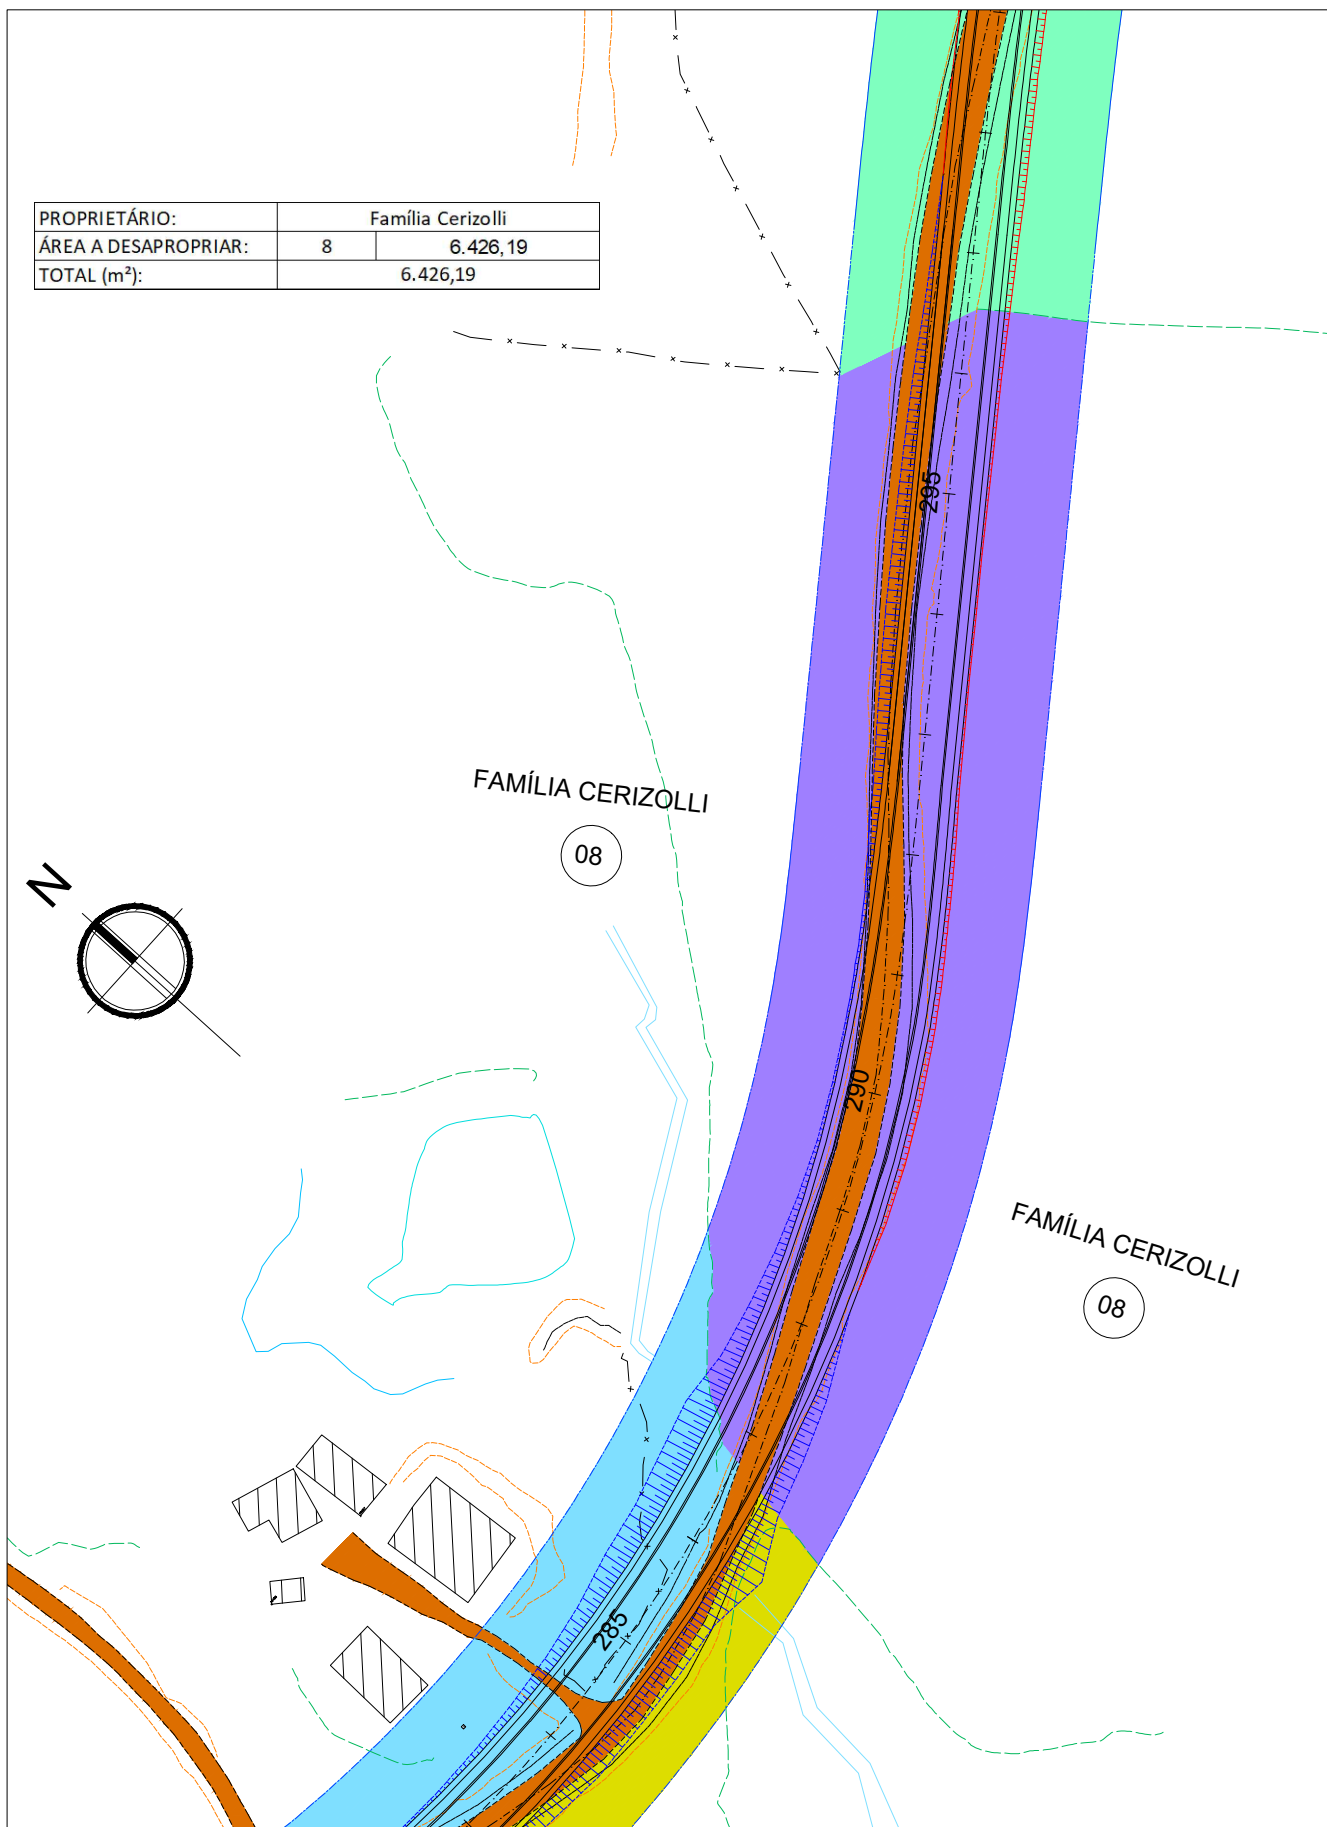 PROPRIETÁRIO: Família Cerizolli
ÁREA A DESAPROPRIAR: 8 6.426,19
TOTAL (m²): 6.426,19
295
FAMÍLIA CERIZOLLI
08
N
290
FAMÍLIA CERIZOLLI
08
285